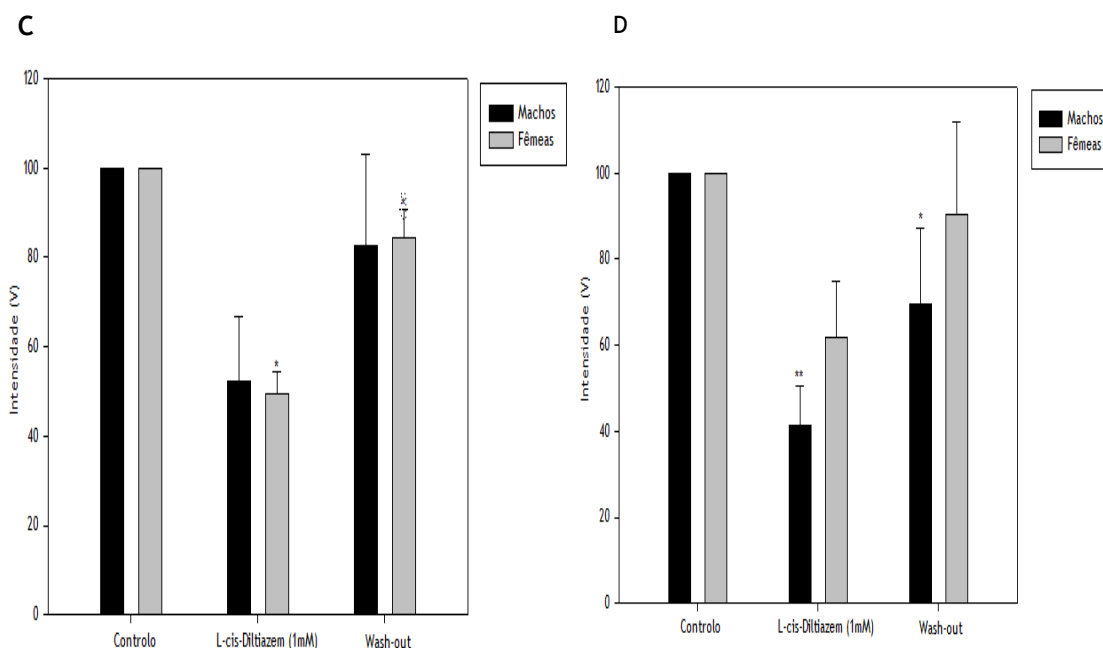 C
120
100
80
60
40
20
0
Intensidade (V)
Machos
Fêmeas
*
Controlo
L-cis-Diltiazem (1mM)
Wash-out
D
120
100
80
60
40
20
0
Intensidade (V)
Machos
Fêmeas
**
*
Controlo
L-cis-Diltiazem (1mM)
Wash-out